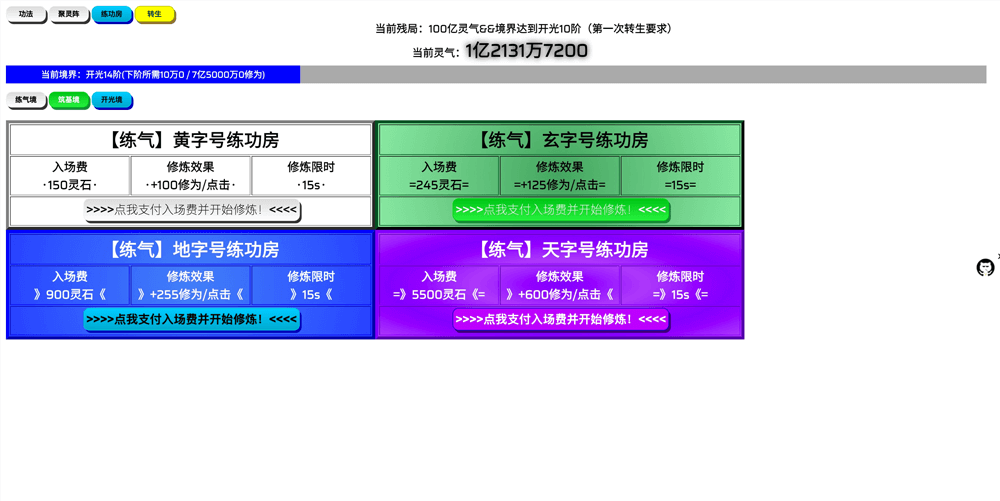 功法 聚灵阵 练功房 转生
当前残局：100亿灵气&&境界达到开光10阶（第一次转生要求）
当前灵气：1亿2131万7200
当前境界：开光14阶(下阶所需10万0 / 7亿5000万0修为)
练气境 筑基境 开光境
【练气】黄字号练功房
入场费 修炼效果 修炼限时
·150灵石· ·+100修为/点击· ·15s·
>>>>点我支付入场费并开始修炼！<<<<
【练气】玄字号练功房
入场费 修炼效果 修炼限时
=245灵石= =+125修为/点击= =15s=
>>>>点我支付入场费并开始修炼！<<<<
【练气】地字号练功房
入场费 修炼效果 修炼限时
》900灵石《 》+255修为/点击《 》15s《
>>>>点我支付入场费并开始修炼！<<<<
【练气】天字号练功房
入场费 修炼效果 修炼限时
=》5500灵石《= 》+600修为/点击《 =》15s《=
>>>>点我支付入场费并开始修炼！<<<<